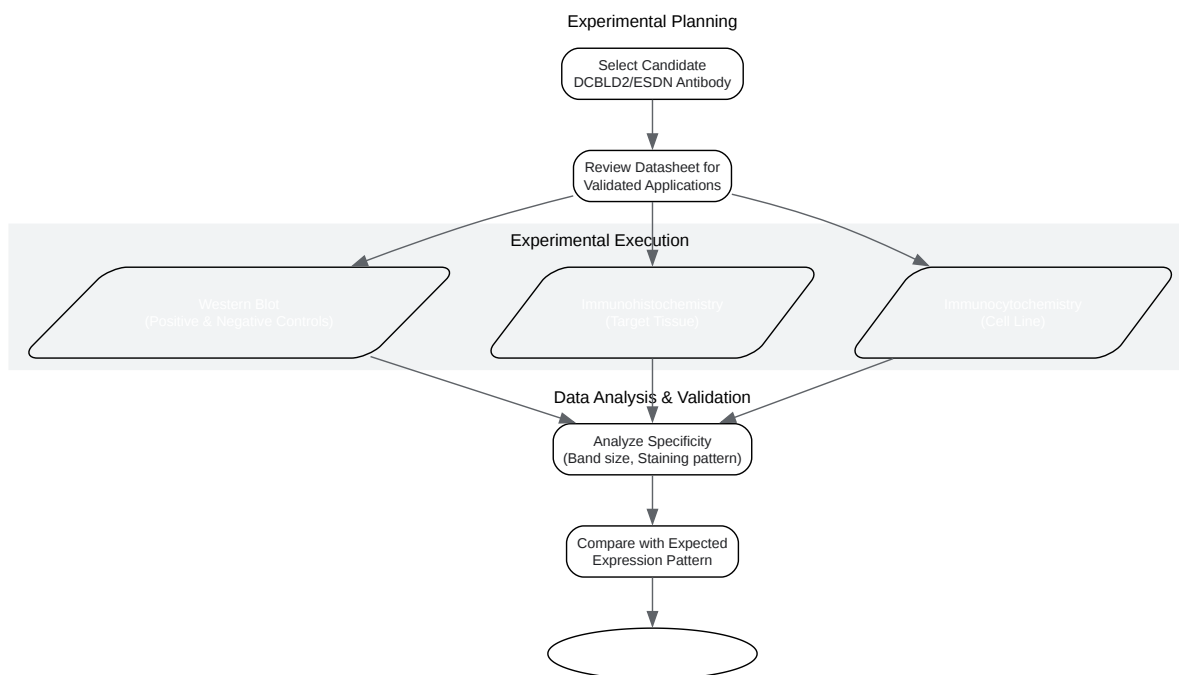 Experimental Planning
Select Candidate
DCBLD2/ESDN Antibody
Review Datasheet for
Validated Applications
Experimental Execution
Western Blot
(Positive & Negative Controls)
Immunohistochemistry
(Target Tissue)
Immunocytochemistry
(Cell Line)
Data Analysis & Validation
Analyze Specificity
(Band size, Staining pattern)
Compare with Expected
Expression Pattern